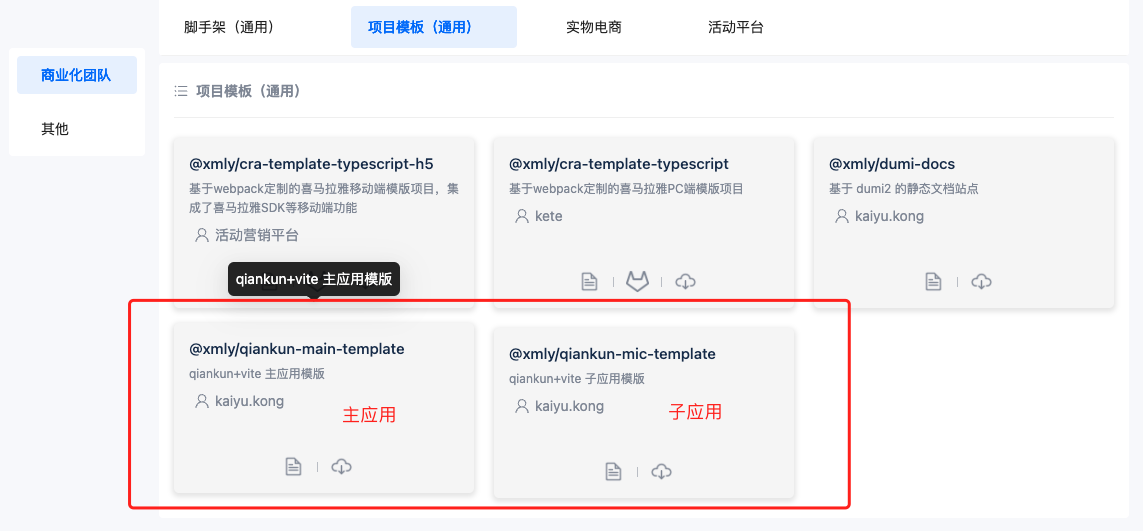 脚手架（通用）
项目模板（通用）
实物电商
活动平台
商业化团队
其他
项目模板（通用）
@xmly/cra-template-typescript-h5
基于webpack定制的喜马拉雅移动端模版项目，集
成了喜马拉雅SDK等移动端功能
活动营销平台
@xmly/cra-template-typescript
基于webpack定制的喜马拉雅PC端模版项目
kete
@xmly/dumi-docs
基于 dumi2 的静态文档站点
kaiyu.kong
qiankun+vite 主应用模版
@xmly/qiankun-main-template
qiankun+vite 主应用模版
kaiyu.kong
主应用
@xmly/qiankun-mic-template
qiankun+vite 子应用模版
kaiyu.kong
子应用